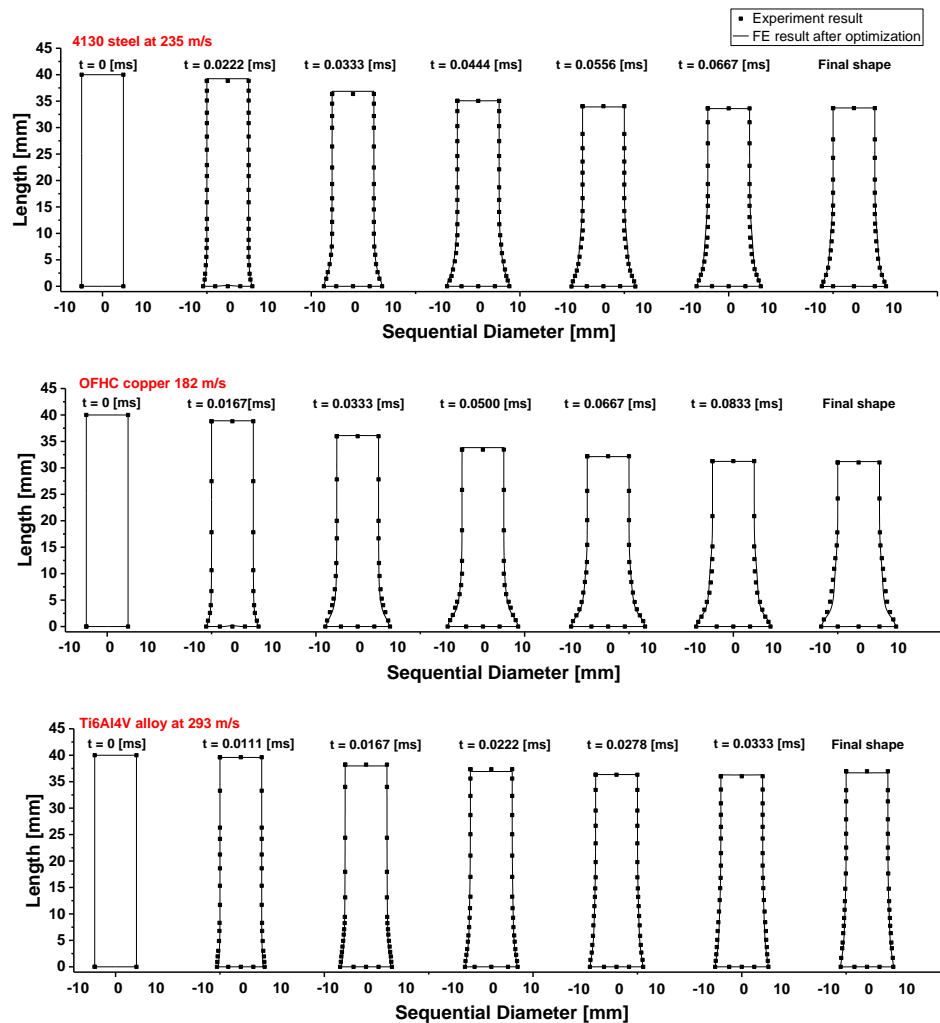 Experiment result
FE result after optimization
4130 steel at 235 m/s
t = 0 [ms] t = 0.0222 [ms] t = 0.0333 [ms] t = 0.0444 [ms] t = 0.0556 [ms] t = 0.0667 [ms] Final shape
45
40
35
30
25
20
15
10
5
0
Length [mm]
-10 0 10 -10 0 10 -10 0 10 -10 0 10 -10 0 10 -10 0 10 -10 0 10
Sequential Diameter [mm]
OFHC copper 182 m/s
t = 0 [ms] t = 0.0167[ms] t = 0.0333 [ms] t = 0.0500 [ms] t = 0.0667 [ms] t = 0.0833 [ms] Final shape
45
40
35
30
25
20
15
10
5
0
Length [mm]
-10 0 10 -10 0 10 -10 0 10 -10 0 10 -10 0 10 -10 0 10 -10 0 10
Sequential Diameter [mm]
Ti6Al4V alloy at 293 m/s
t = 0 [ms] t = 0.0111 [ms] t = 0.0167 [ms] t = 0.0222 [ms] t = 0.0278 [ms] t = 0.0333 [ms] Final shape
45
40
35
30
25
20
15
10
5
0
Length [mm]
-10 0 10 -10 0 10 -10 0 10 -10 0 10 -10 0 10 -10 0 10 -10 0 10
Sequential Diameter [mm]